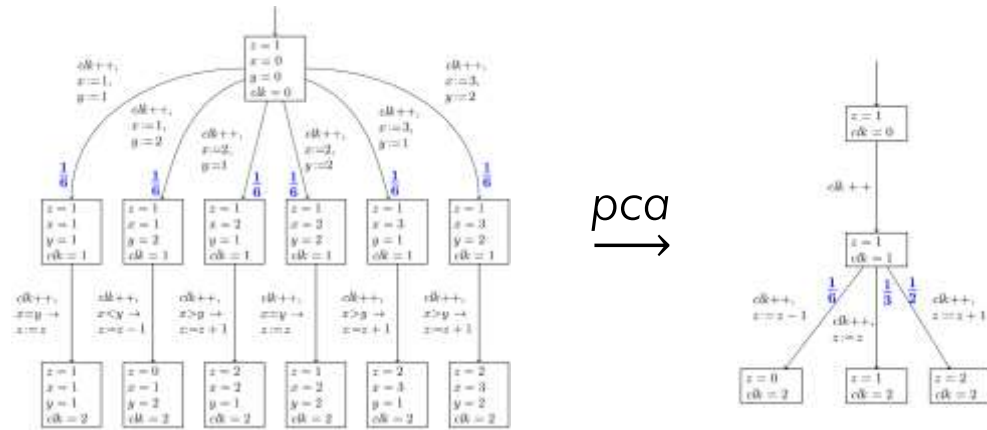 z = 1
x = 0
y = 0
clk = 0
clk++,
x:=1,
y:=1
clk++,
x:=1,
y:=2
clk++,
x:=2,
y:=1
clk++,
x:=2,
y:=2
clk++,
x:=3,
y:=1
clk++,
x:=3,
y:=2
1/6
1/6
1/6
1/6
1/6
1/6
z = 1
x = 1
y = 1
clk = 1
z = 1
x = 1
y = 2
clk = 1
z = 1
x = 2
y = 1
clk = 1
z = 1
x = 2
y = 2
clk = 1
z = 1
x = 3
y = 1
clk = 1
z = 1
x = 3
y = 2
clk = 1
clk++,
x=y →
z:=z
clk++,
x<y →
z:=z−1
clk++,
x>y →
z:=z+1
clk++,
x=y →
z:=z
clk++,
x>y →
z:=z+1
clk++,
x>y →
z:=z+1
z = 1
x = 1
y = 1
clk = 2
z = 0
x = 1
y = 2
clk = 2
z = 2
x = 2
y = 1
clk = 2
z = 1
x = 2
y = 2
clk = 2
z = 2
x = 3
y = 1
clk = 2
z = 2
x = 3
y = 2
clk = 2
pca
z = 1
clk = 0
clk++
z = 1
clk = 1
1/6
1/3
1/2
clk++,
z:=z−1
clk++,
z:=z
clk++,
z:=z+1
z = 0
clk = 2
z = 1
clk = 2
z = 2
clk = 2